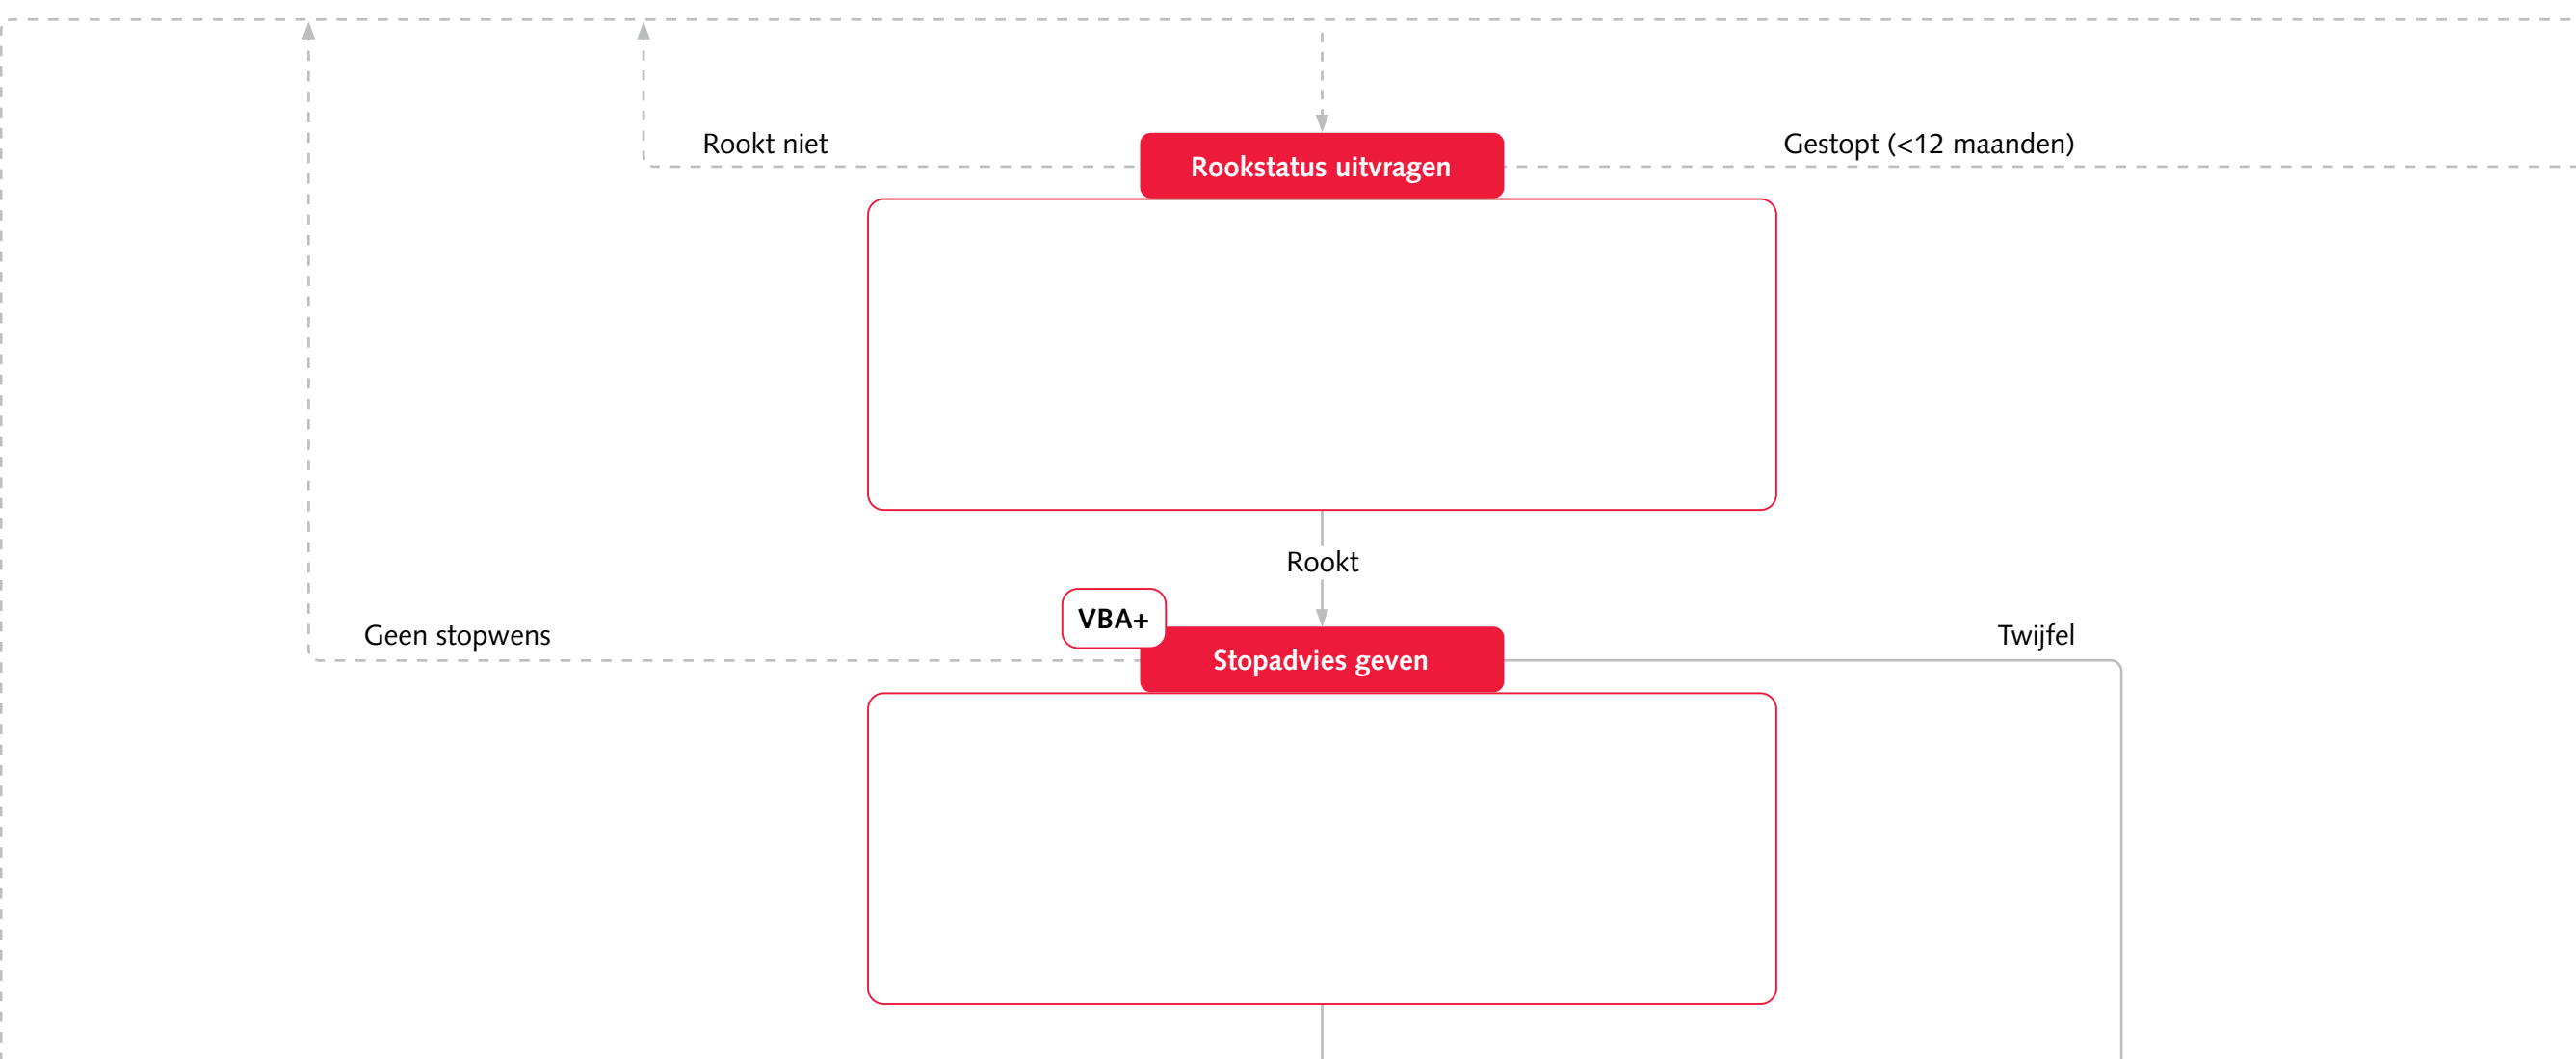 Rookt niet
Rookstatus uitvragen
Gestopt (<12 maanden)
Rookt
VBA+
Geen stopwens
Stopadvies geven
Twijfel